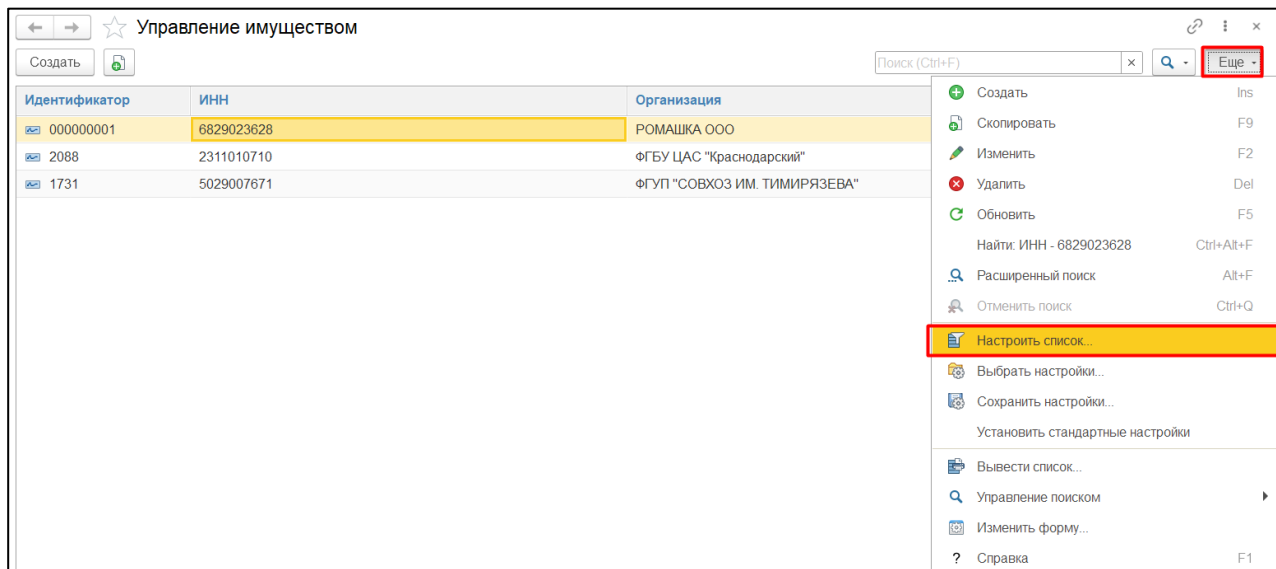 Управление имуществом
Создать
Поиск (Ctrl+F)
Еще
Идентификатор ИНН Организация
000000001 6829023628 РОМАШКА ООО
2088 2311010710 ФГБУ ЦАС "Краснодарский"
1731 5029007671 ФГУП "СОВХОЗ ИМ. ТИМИРЯЗЕВА"
Создать Ins
Скопировать F9
Изменить F2
Удалить Del
Обновить F5
Найти: ИНН - 6829023628 Ctrl+Alt+F
Расширенный поиск Alt+F
Отменить поиск Ctrl+Q
Настроить список...
Выбрать настройки...
Сохранить настройки...
Установить стандартные настройки
Вывести список...
Управление поиском
Изменить форму...
? Справка F1